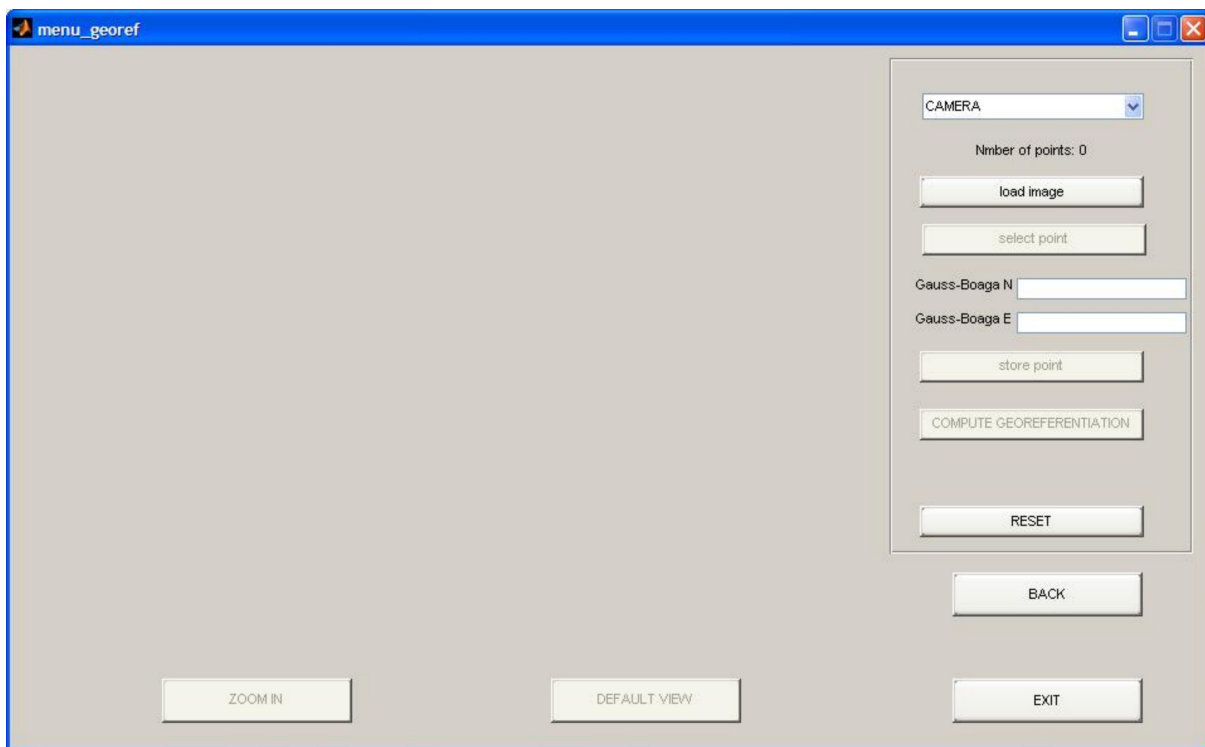 menu_georef
CAMERA
Nmber of points: 0
load image
select point
Gauss-Boaga N
Gauss-Boaga E
store point
COMPUTE GEOREFERENTIATION
RESET
BACK
ZOOM IN
DEFAULT VIEW
EXIT